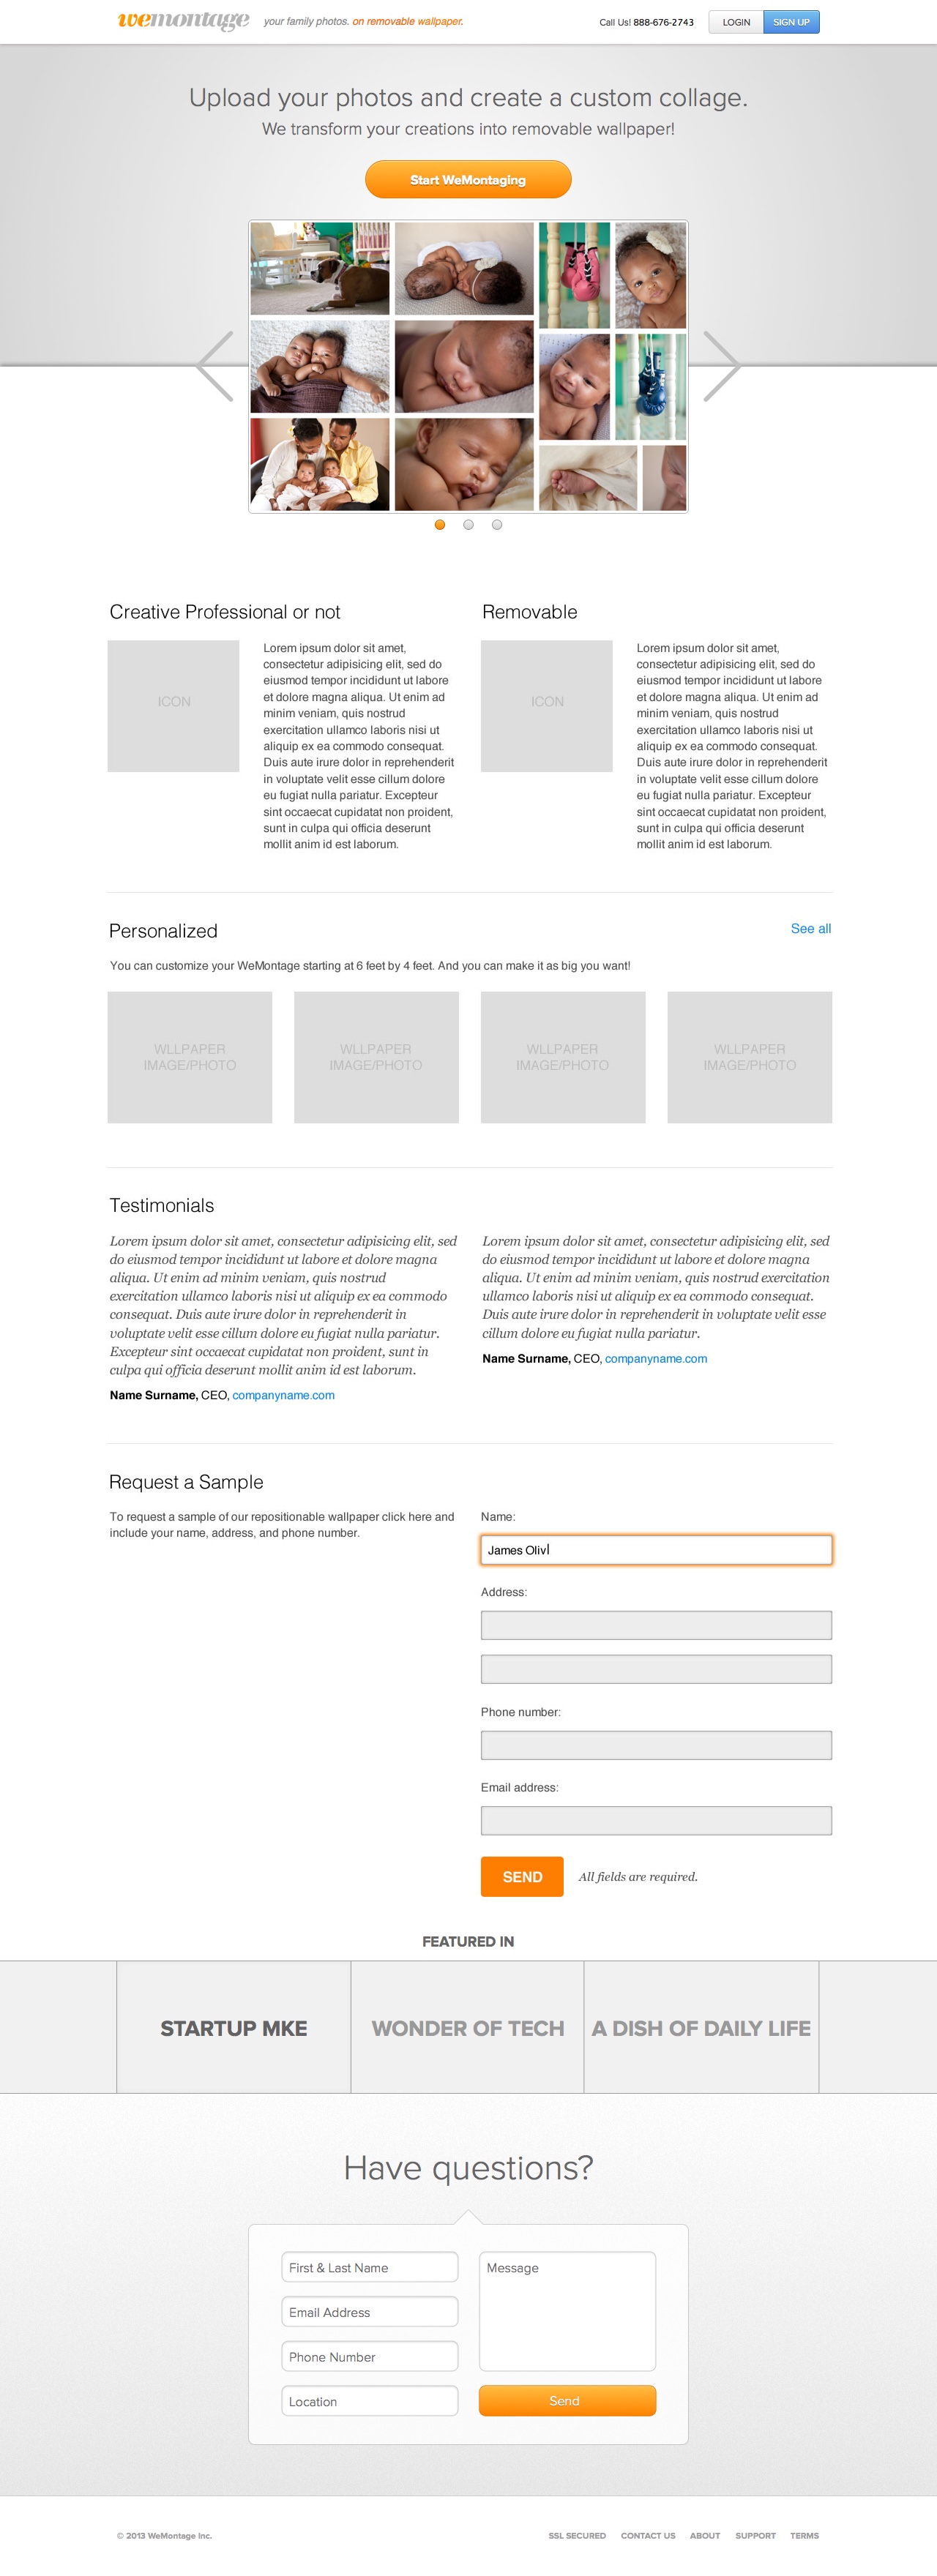 wemontage your family photos. on removable wallpaper. Call Us! 888-676-2743 LOGIN SIGN UP
Upload your photos and create a custom collage.
We transform your creations into removable wallpaper!
Start WeMontaging
Creative Professional or not
ICON
Lorem ipsum dolor sit amet,
consectetur adipisicing elit, sed do
eiusmod tempor incididunt ut labore
et dolore magna aliqua. Ut enim ad
minim veniam, quis nostrud
exercitation ullamco laboris nisi ut
aliquip ex ea commodo consequat.
Duis aute irure dolor in reprehenderit
in voluptate velit esse cillum dolore
eu fugiat nulla pariatur. Excepteur
sint occaecat cupidatat non proident,
sunt in culpa qui officia deserunt
mollit anim id est laborum.
Removable
ICON
Lorem ipsum dolor sit amet,
consectetur adipisicing elit, sed do
eiusmod tempor incididunt ut labore
et dolore magna aliqua. Ut enim ad
minim veniam, quis nostrud
exercitation ullamco laboris nisi ut
aliquip ex ea commodo consequat.
Duis aute irure dolor in reprehenderit
in voluptate velit esse cillum dolore
eu fugiat nulla pariatur. Excepteur
sint occaecat cupidatat non proident,
sunt in culpa qui officia deserunt
mollit anim id est laborum.
Personalized
See all
You can customize your WeMontage starting at 6 feet by 4 feet. And you can make it as big you want!
WLLPAPER
IMAGE/PHOTO
WLLPAPER
IMAGE/PHOTO
WLLPAPER
IMAGE/PHOTO
WLLPAPER
IMAGE/PHOTO
Testimonials
Lorem ipsum dolor sit amet, consectetur adipisicing elit, sed
do eiusmod tempor incididunt ut labore et dolore magna
aliqua. Ut enim ad minim veniam, quis nostrud
exercitation ullamco laboris nisi ut aliquip ex ea commodo
consequat. Duis aute irure dolor in reprehenderit in
voluptate velit esse cillum dolore eu fugiat nulla pariatur.
Excepteur sint occaecat cupidatat non proident, sunt in
culpa qui officia deserunt mollit anim id est laborum.
Name Surname, CEO, companyname.com
Lorem ipsum dolor sit amet, consectetur adipisicing elit, sed
do eiusmod tempor incididunt ut labore et dolore magna
aliqua. Ut enim ad minim veniam, quis nostrud exercitation
ullamco laboris nisi ut aliquip ex ea commodo consequat.
Duis aute irure dolor in reprehenderit in voluptate velit esse
cillum dolore eu fugiat nulla pariatur.
Name Surname, CEO, companyname.com
Request a Sample
To request a sample of our repositionable wallpaper click here and
include your name, address, and phone number.
Name:
James Oliv
Address:
Phone number:
Email address:
SEND All fields are required.
FEATURED IN
STARTUP MKE WONDER OF TECH A DISH OF DAILY LIFE
Have questions?
First & Last Name
Email Address
Phone Number
Location
Message
Send
© 2013 WeMontage Inc. SSL SECURED CONTACT US ABOUT SUPPORT TERMS